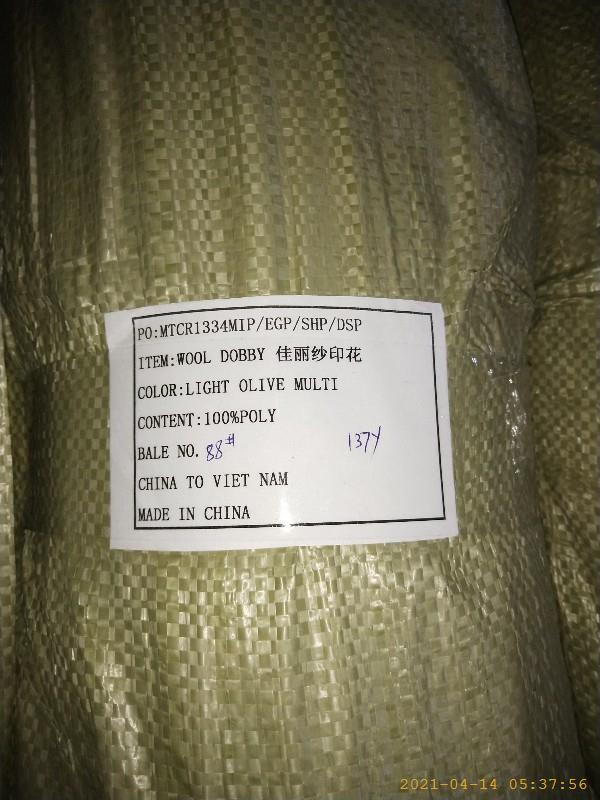 PO:MTCR1334MIP/EGP/SHP/DSP
ITEM:WOOL DOBBY 佳丽纱印花
COLOR:LIGHT OLIVE MULTI
CONTENT:100%POLY
BALE NO. 88# 137Y
CHINA TO VIET NAM
MADE IN CHINA
2021-04-14 05:37:56